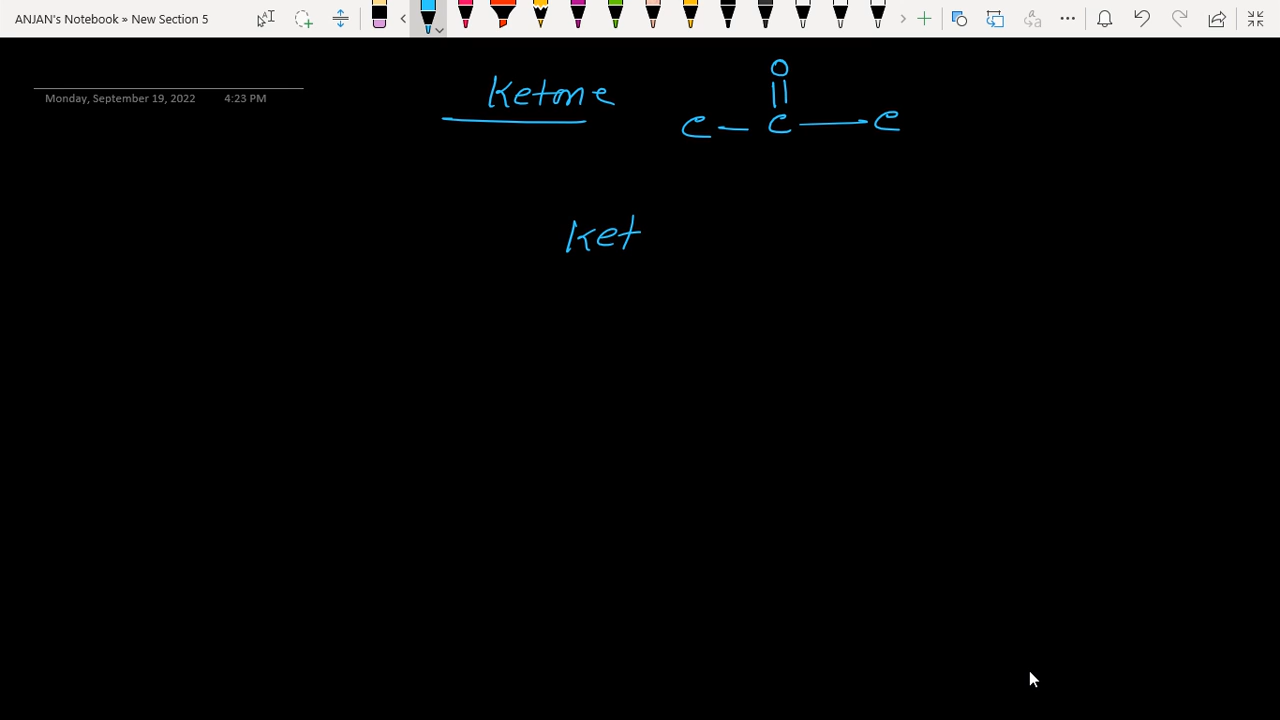 ANJAN's Notebook » New Section 5
Ketone
O
||
C — C — C
Monday, September 19, 2022 4:23 PM
ket